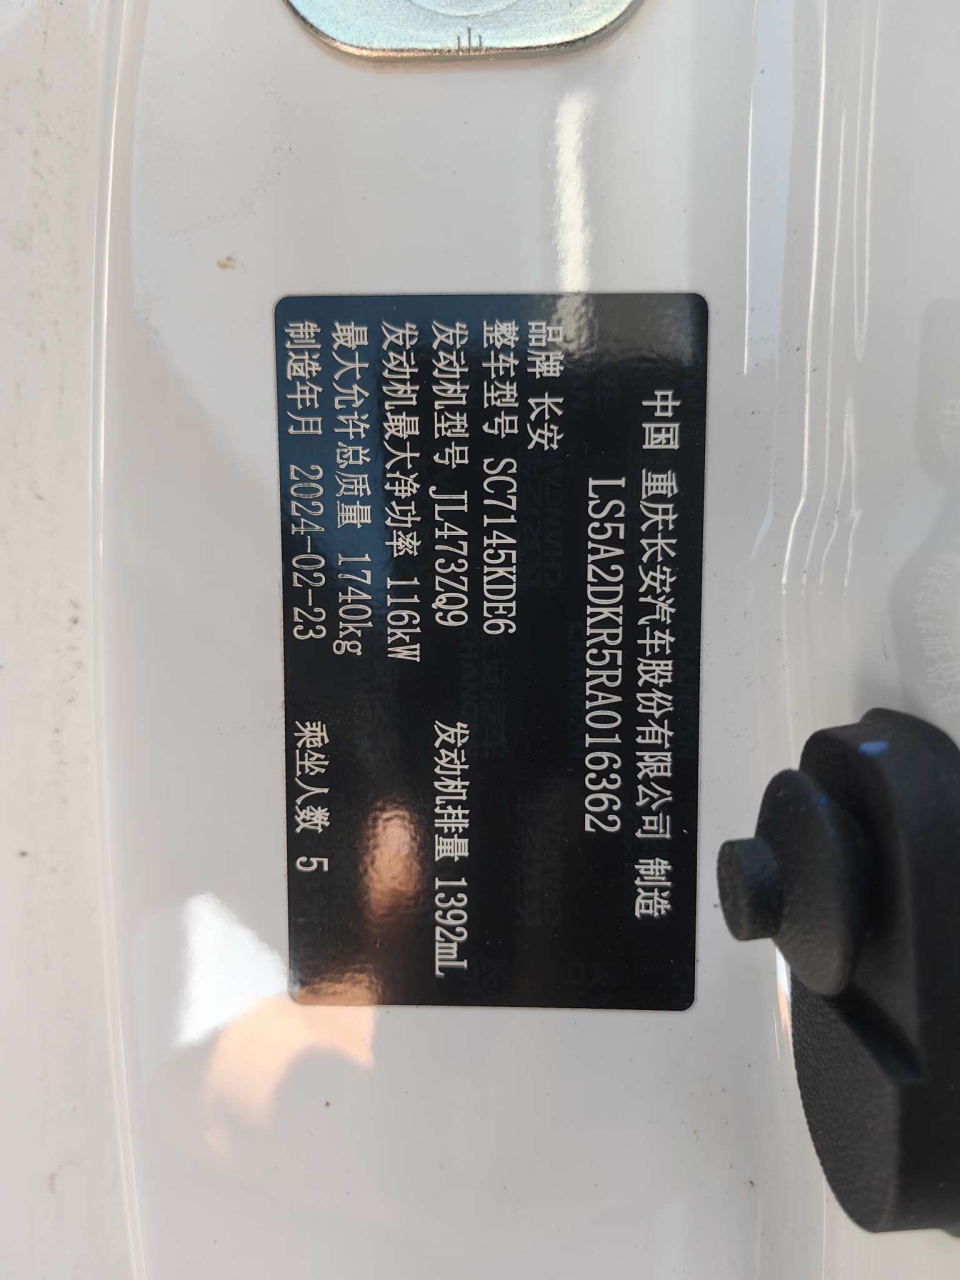 中国 重庆长安汽车股份有限公司 制造
LS5A2DKR5RA016362
品牌 长安
整车型号 SC7145KDE6
发动机型号 JL473ZQ9 发动机排量 1392mL
发动机最大净功率 116kW
最大允许总质量 1740kg
制造年月 2024-02-23 乘坐人数 5